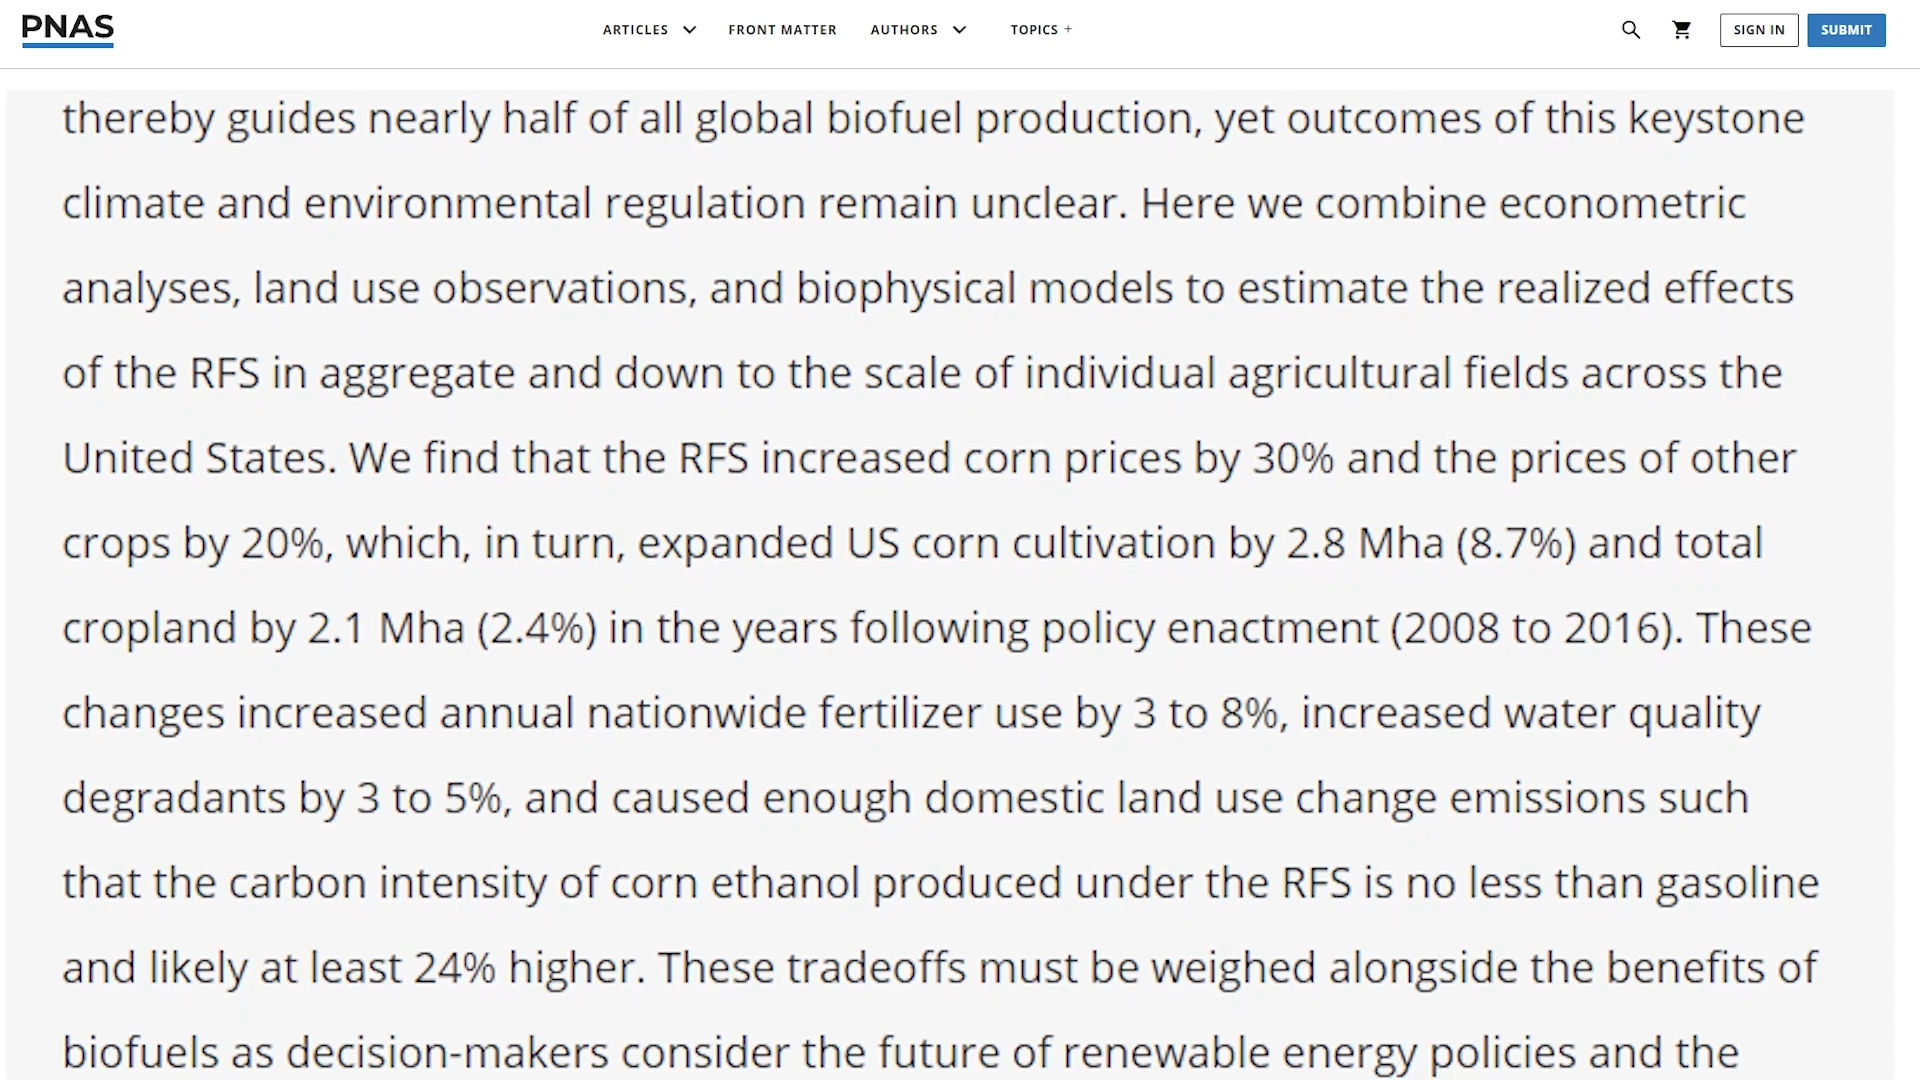 PNAS
ARTICLES FRONT MATTER AUTHORS TOPICS + SIGN IN SUBMIT
thereby guides nearly half of all global biofuel production, yet outcomes of this keystone
climate and environmental regulation remain unclear. Here we combine econometric
analyses, land use observations, and biophysical models to estimate the realized effects
of the RFS in aggregate and down to the scale of individual agricultural fields across the
United States. We find that the RFS increased corn prices by 30% and the prices of other
crops by 20%, which, in turn, expanded US corn cultivation by 2.8 Mha (8.7%) and total
cropland by 2.1 Mha (2.4%) in the years following policy enactment (2008 to 2016). These
changes increased annual nationwide fertilizer use by 3 to 8%, increased water quality
degradants by 3 to 5%, and caused enough domestic land use change emissions such
that the carbon intensity of corn ethanol produced under the RFS is no less than gasoline
and likely at least 24% higher. These tradeoffs must be weighed alongside the benefits of
biofuels as decision-makers consider the future of renewable energy policies and the